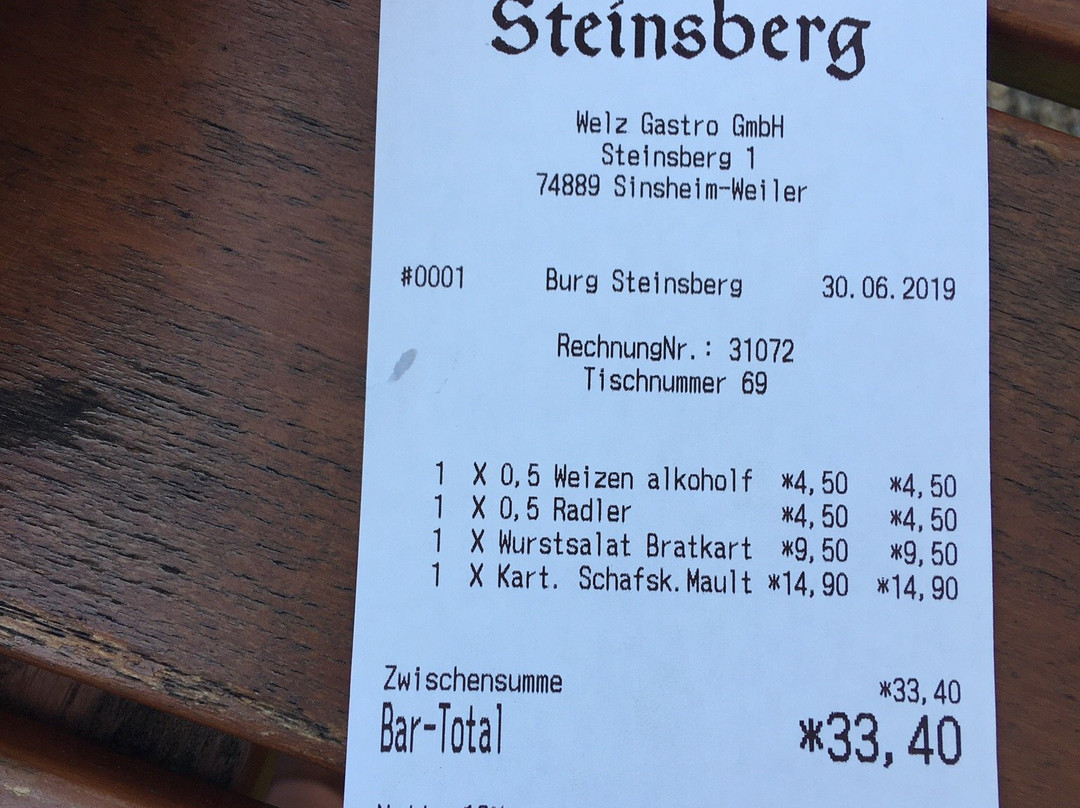 Steinsberg
Welz Gastro GmbH
Steinsberg 1
74889 Sinsheim-Weiler
#0001 Burg Steinsberg 30.06.2019
RechnungNr.: 31072
Tischnummer 69
1 X 0,5 Weizen alkoholf *4,50 *4,50
1 X 0,5 Radler *4,50 *4,50
1 X Wurstsalat Bratkart *9,50 *9,50
1 X Kart. Schafsk.Mault *14,90 *14,90
Zwischensumme *33,40
Bar-Total *33,40